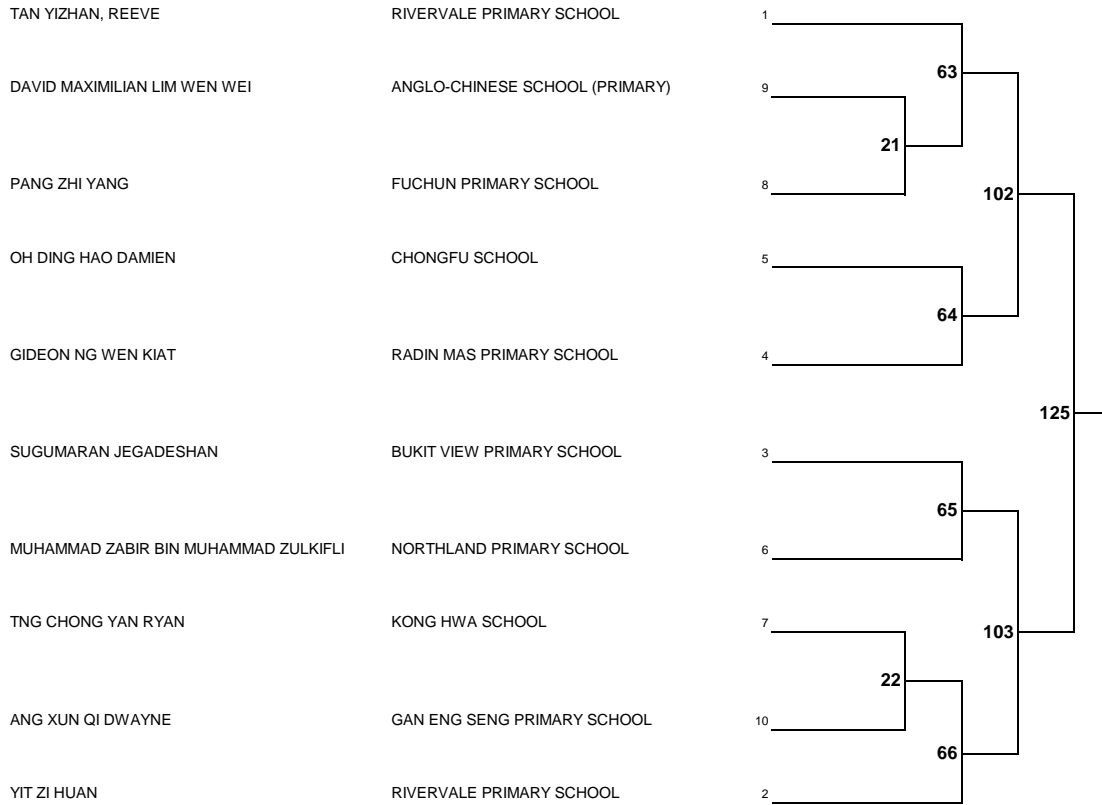 TAN YIZHAN, REEVE RIVERVALE PRIMARY SCHOOL 1
63
DAVID MAXIMILIAN LIM WEN WEI ANGLO-CHINESE SCHOOL (PRIMARY) 9
21
PANG ZHI YANG FUCHUN PRIMARY SCHOOL 8
102
OH DING HAO DAMIEN CHONGFU SCHOOL 5
64
GIDEON NG WEN KIAT RADIN MAS PRIMARY SCHOOL 4
125
SUGUMARAN JEGADESHAN BUKIT VIEW PRIMARY SCHOOL 3
65
MUHAMMAD ZABIR BIN MUHAMMAD ZULKIFLI NORTHLAND PRIMARY SCHOOL 6
TNG CHONG YAN RYAN KONG HWA SCHOOL 7
103
22
ANG XUN QI DWAYNE GAN ENG SENG PRIMARY SCHOOL 10
66
YIT ZI HUAN RIVERVALE PRIMARY SCHOOL 2